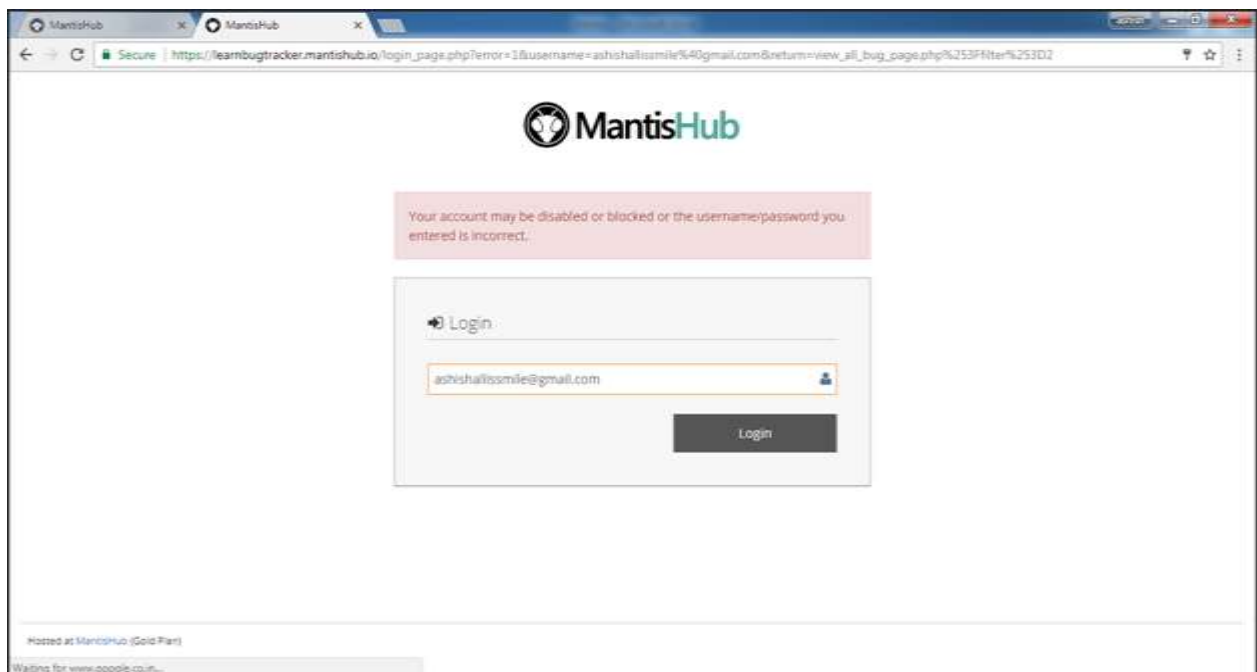 MantisHub
MantisHub
Secure https://learnbugtracker.mantishub.io/login_page.php?error=1&username=ashishallissmile%40gmail.com&return=view_all_bug_page.php%253Ffilter%253D2
MantisHub
Your account may be disabled or blocked or the username/password you
entered is incorrect.
Login
ashishallissmile@gmail.com
Login
Hosted at MantisHub (Gold Plan)
Waiting for www.google.co.in...